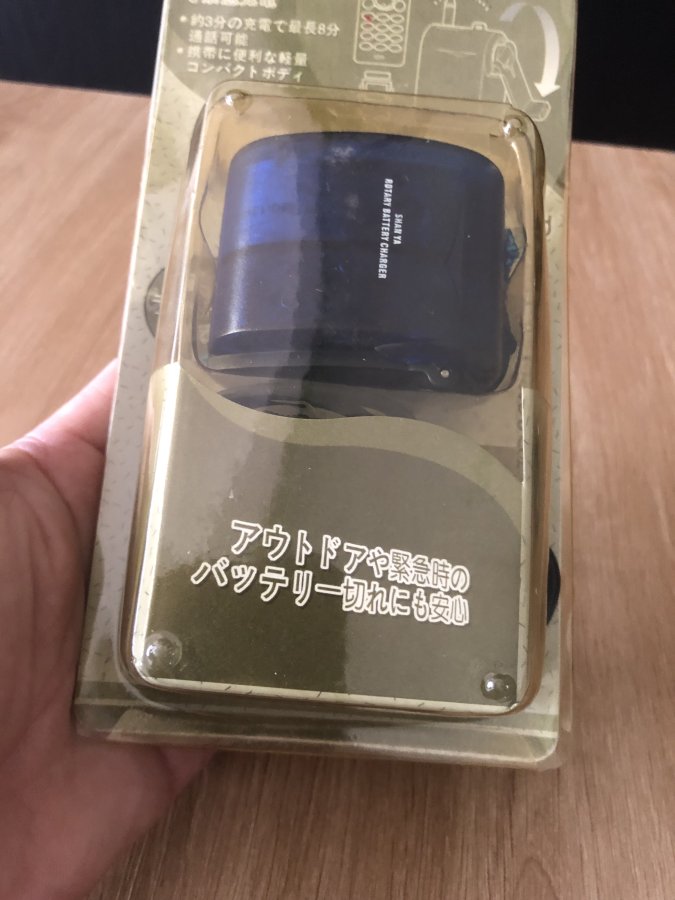 ・約3分の充電で最長8分
通話可能
・携帯に便利な軽量
コンパクトボディ
SHAN YA
ROTARY BATTERY CHARGER
アウトドアや緊急時の
バッテリー切れにも安心